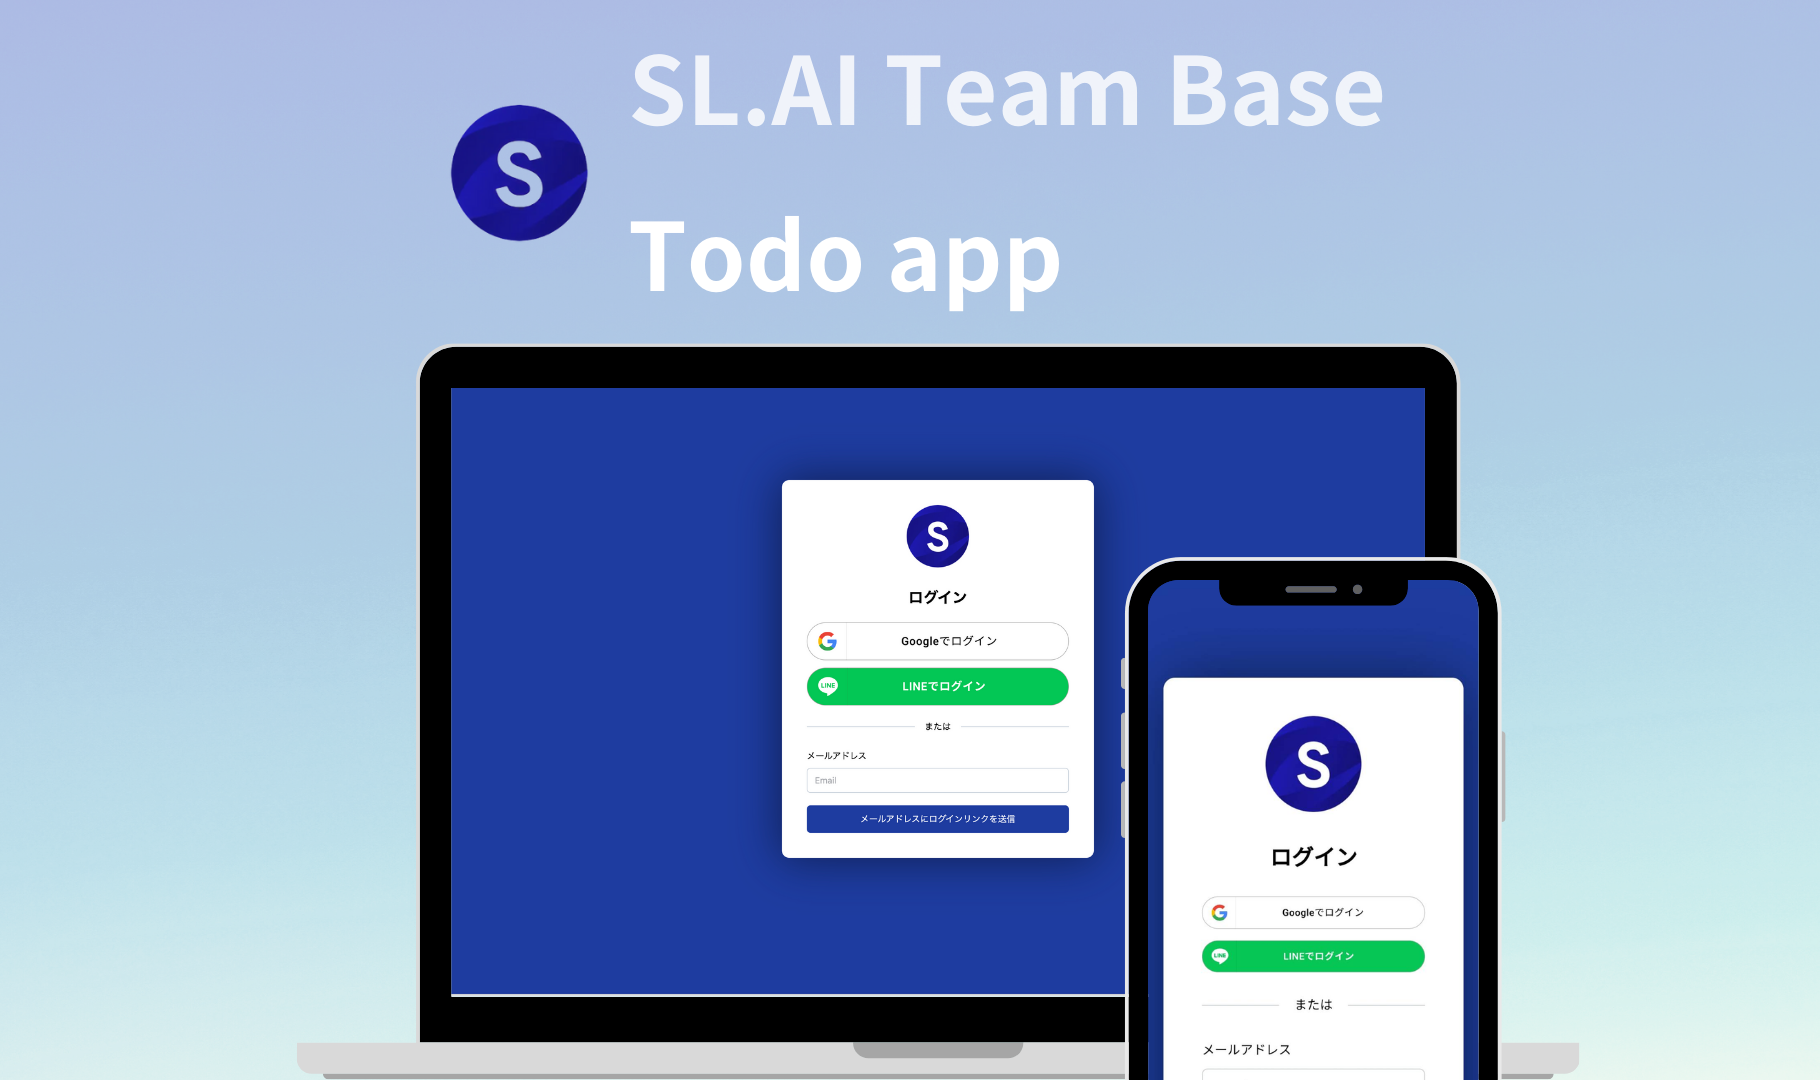 SL.AI Team Base
S
Todo app
S
ログイン
G
Googleでログイン
LINE
LINEでログイン
または
メールアドレス
Email
メールアドレスにログインリンクを送信
S
ログイン
G
Googleでログイン
LINE
LINEでログイン
または
メールアドレス